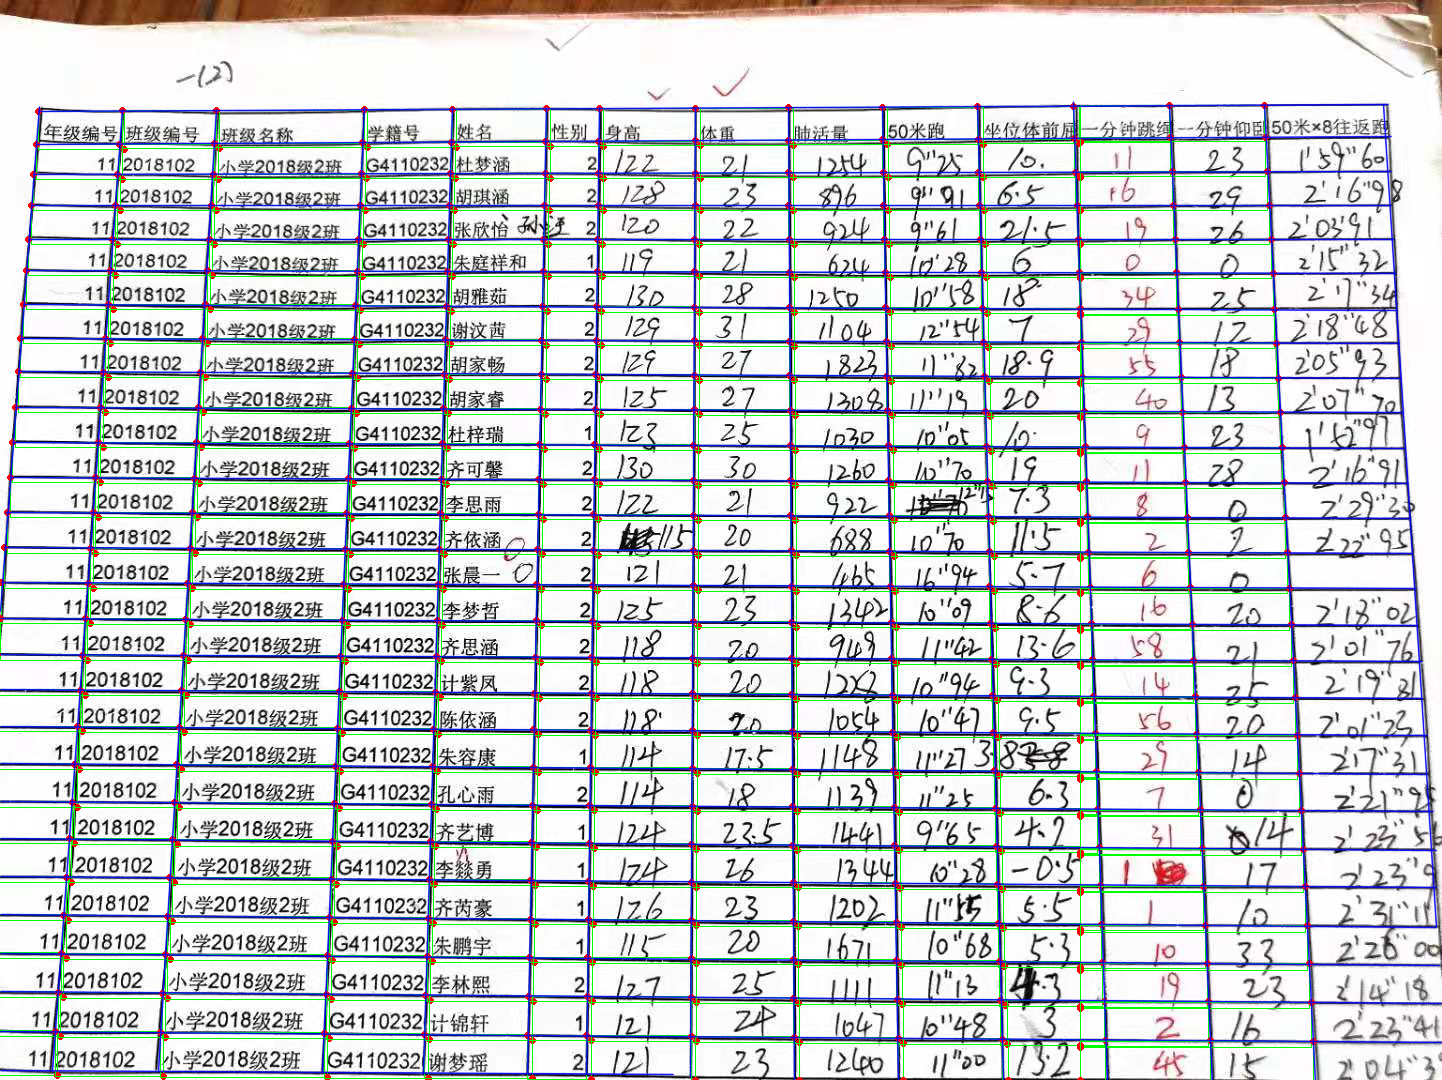 一(2)
年级编号 班级编号 班级名称 学籍号 姓名 性别 身高 体重 肺活量 50米跑 坐位体前屈 一分钟跳绳 一分钟仰卧 50米×8往返跑
11 2018102 小学2018级2班 G4110232 杜梦涵 2 122 21 1254 9"25 10. 11 23 1'59"60
11 2018102 小学2018级2班 G4110232 胡琪涵 2 128 23 896 9"91 6.5 16 29 2'16"98
11 2018102 小学2018级2班 G4110232 张欣怡 2 120 22 924 9"61 21.5 19 26 2'03"91
11 2018102 小学2018级2班 G4110232 朱庭祥和 1 119 21 624 10"28 6 0 0 2'15"32
11 2018102 小学2018级2班 G4110232 胡雅茹 2 130 28 1250 10"58 18 34 25 2'17"34
11 2018102 小学2018级2班 G4110232 谢汶茜 2 129 31 1104 12"54 7 29 12 2'18"48
11 2018102 小学2018级2班 G4110232 胡家畅 2 129 27 1823 11"82 18.9 55 18 2'05"93
11 2018102 小学2018级2班 G4110232 胡家睿 2 125 27 1308 11"19 20 40 13 2'07"70
11 2018102 小学2018级2班 G4110232 杜梓瑞 1 123 25 1030 10"05 10. 9 23 1'52"97
11 2018102 小学2018级2班 G4110232 齐可馨 2 130 30 1260 10"70 19 11 28 2'16"91
11 2018102 小学2018级2班 G4110232 李思雨 2 122 21 922 7.3 8 0 2'29"30
11 2018102 小学2018级2班 G4110232 齐依涵 2 115 20 688 10"70 11.5 2 2 2'22"95
11 2018102 小学2018级2班 G4110232 张晨一 2 121 21 1465 16"94 5.7 6 0
11 2018102 小学2018级2班 G4110232 李梦哲 2 125 23 1342 10"09 8.6 16 20 2'18"02
11 2018102 小学2018级2班 G4110232 齐思涵 2 118 20 949 11"42 13.6 58 21 2'01"76
11 2018102 小学2018级2班 G4110232 计紫凤 2 118 20 10"94 9.3 14 25 2'19"31
11 2018102 小学2018级2班 G4110232 陈依涵 2 118 20 1054 10"47 9.5 56 20 2'01"23
11 2018102 小学2018级2班 G4110232 朱容康 1 114 17.5 1148 11"27 29 14 2'17"31
11 2018102 小学2018级2班 G4110232 孔心雨 2 114 18 1139 11"25 6.3 7 0
11 2018102 小学2018级2班 G4110232 齐艺博 1 124 23.5 1441 9"65 4.2 31 14
11 2018102 小学2018级2班 G4110232 李燚勇 1 124 26 1344 10"28 -0.5 1 17 2'23"9
11 2018102 小学2018级2班 G4110232 齐芮豪 1 126 23 1202 11"55 5.5 1 10 2'31"11
11 2018102 小学2018级2班 G4110232 朱鹏宇 1 115 20 1671 10"68 5.3 10 33 2'26"00
11 2018102 小学2018级2班 G4110232 李林熙 2 127 25 1111 11"13 4.3 19 23 2'14"18
11 2018102 小学2018级2班 G4110232 计锦轩 1 121 24 1047 10"48 3 2 16 2'23"41
11 2018102 小学2018级2班 G4110232 谢梦瑶 2 121 23 1240 11"00 13.2 45 15 2'04"3